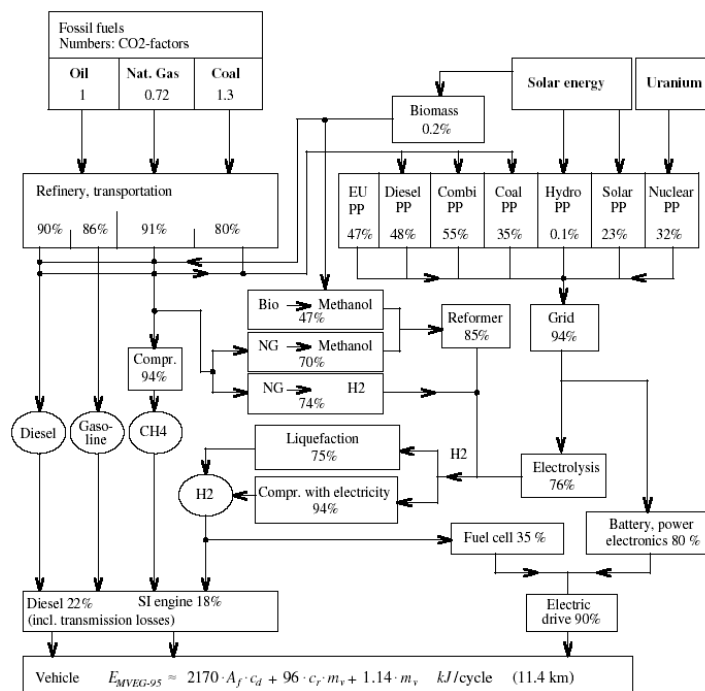 Fossil fuels
Numbers: CO2-factors
Oil Nat. Gas Coal
1 0.72 1.3
Solar energy
Uranium
Biomass
0.2%
Refinery, transportation
90% 86% 91% 80%
EU Diesel Combi Coal Hydro Solar Nuclear
PP PP PP PP PP PP PP
47% 48% 55% 35% 0.1% 23% 32%
Bio Methanol
47%
Reformer
85%
Grid
94%
NG Methanol
70%
Compr.
94%
NG H2
74%
Diesel
Gaso-
line
CH4
Liquefaction
75%
H2
Electrolysis
76%
H2
Compr. with electricity
94%
Fuel cell 35 %
Battery, power
electronics 80 %
Diesel 22% SI engine 18%
(incl. transmission losses)
Electric
drive 90%
Vehicle E_MVEG-95 ≈ 2170·A_f·c_d + 96·c_r·m_v + 1.14·m_v kJ/cycle (11.4 km)